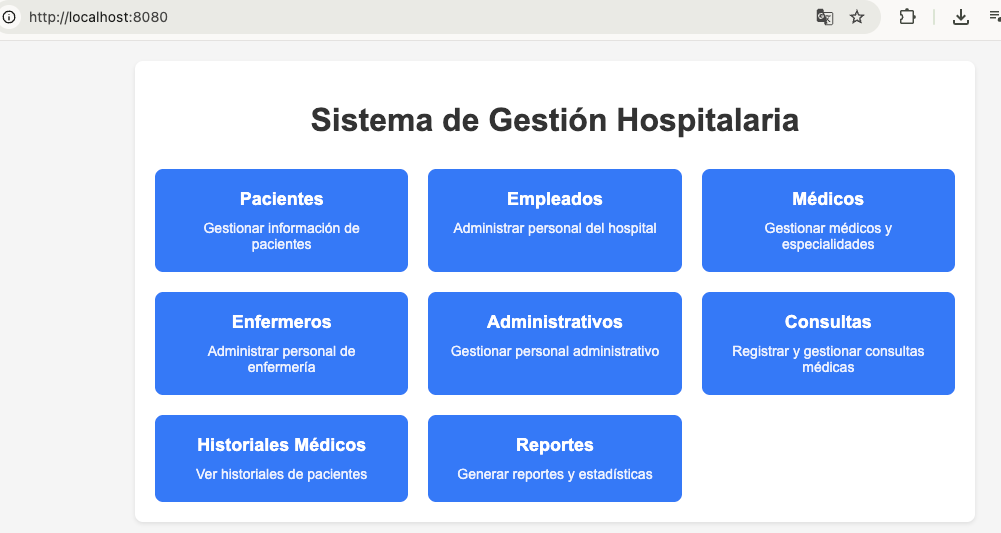 http://localhost:8080
Sistema de Gestión Hospitalaria
Pacientes
Gestionar información de
pacientes
Empleados
Administrar personal del hospital
Médicos
Gestionar médicos y
especialidades
Enfermeros
Administrar personal de
enfermería
Administrativos
Gestionar personal administrativo
Consultas
Registrar y gestionar consultas
médicas
Historiales Médicos
Ver historiales de pacientes
Reportes
Generar reportes y estadísticas